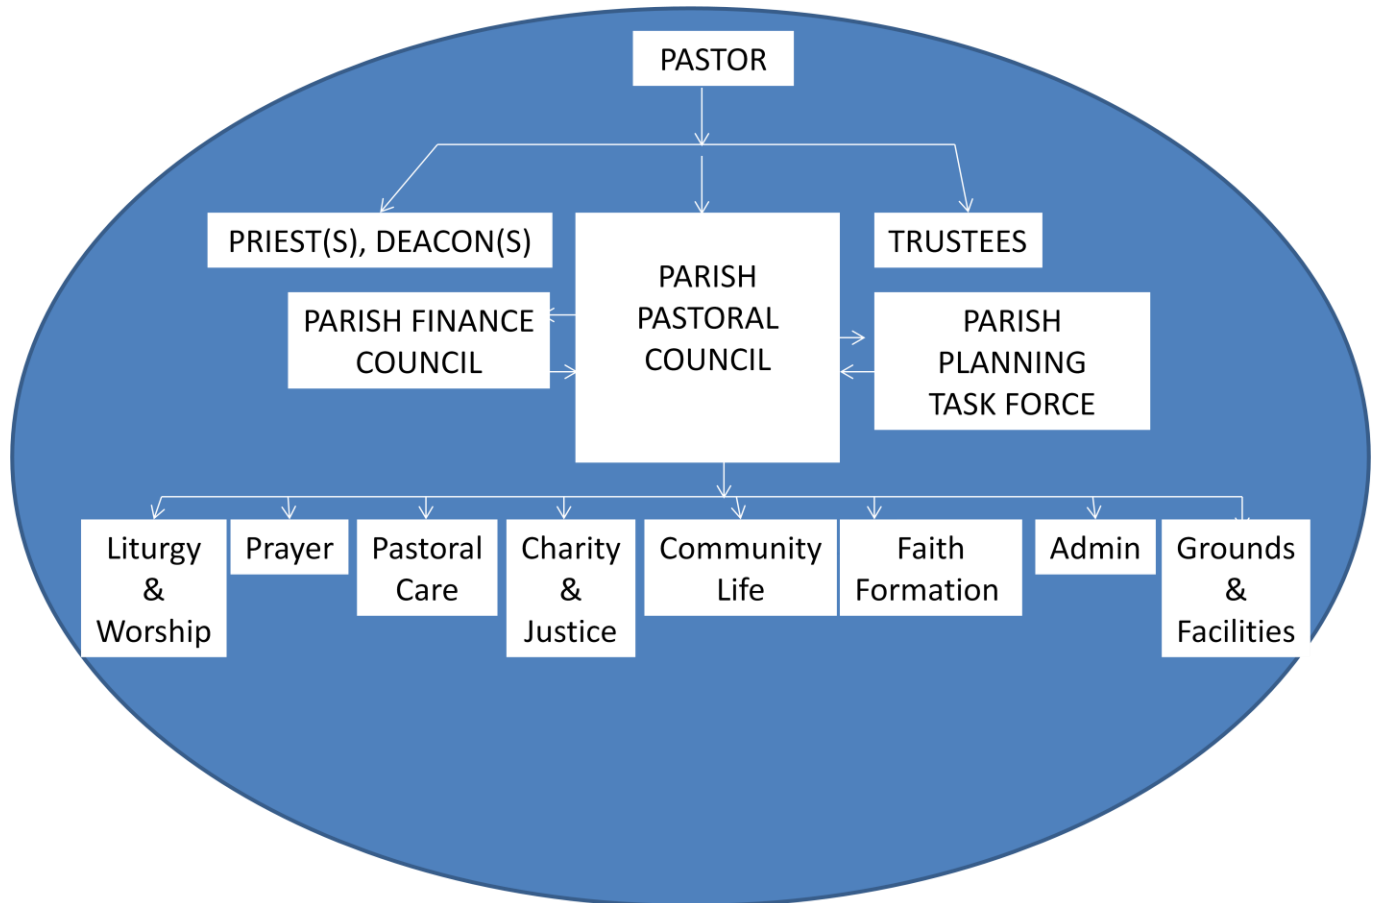 PASTOR
PRIEST(S), DEACON(S)
TRUSTEES
PARISH
PASTORAL
COUNCIL
PARISH FINANCE
COUNCIL
PARISH
PLANNING
TASK FORCE
Liturgy
&
Worship
Prayer
Pastoral
Care
Charity
&
Justice
Community
Life
Faith
Formation
Admin
Grounds
&
Facilities